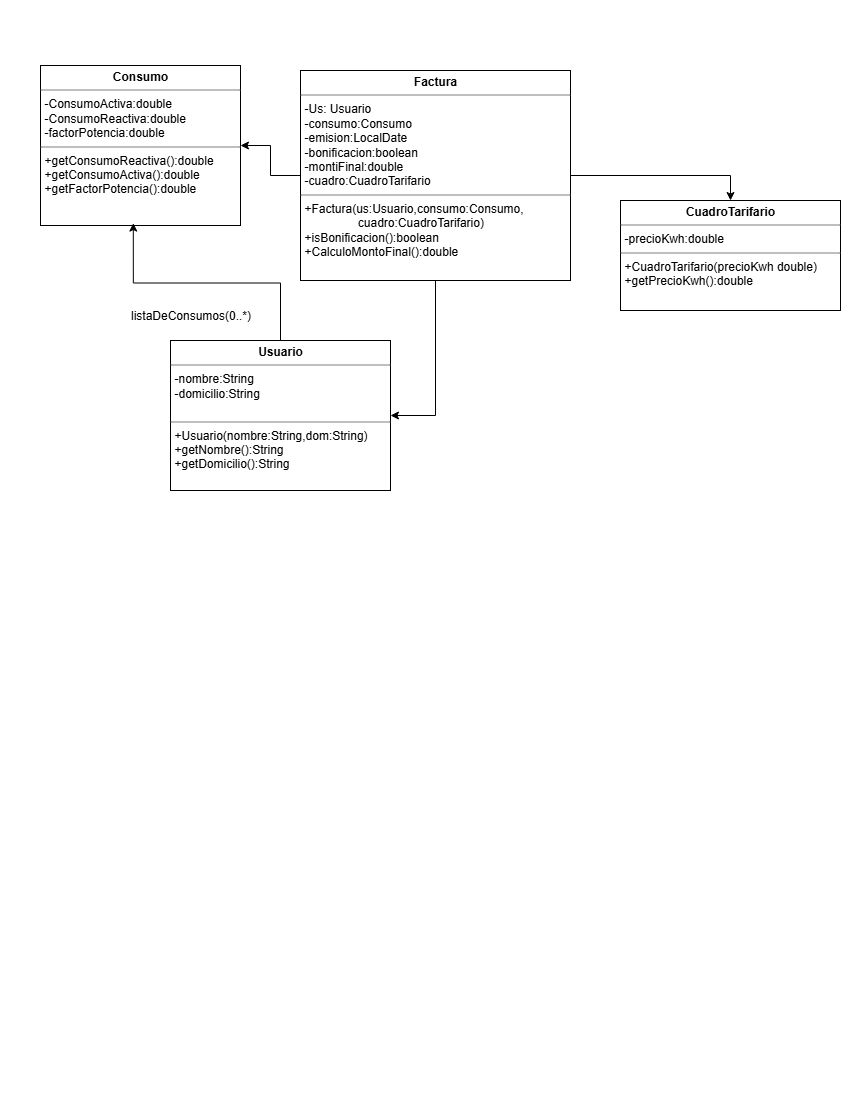 Consumo
-ConsumoActiva:double
-ConsumoReactiva:double
-factorPotencia:double
+getConsumoReactiva():double
+getConsumoActiva():double
+getFactorPotencia():double
Factura
-Us: Usuario
-consumo:Consumo
-emision:LocalDate
-bonificacion:boolean
-montiFinal:double
-cuadro:CuadroTarifario
+Factura(us:Usuario,consumo:Consumo,
cuadro:CuadroTarifario)
+isBonificacion():boolean
+CalculoMontoFinal():double
CuadroTarifario
-precioKwh:double
+CuadroTarifario(precioKwh double)
+getPrecioKwh():double
listaDeConsumos(0..*)
Usuario
-nombre:String
-domicilio:String
+Usuario(nombre:String,dom:String)
+getNombre():String
+getDomicilio():String